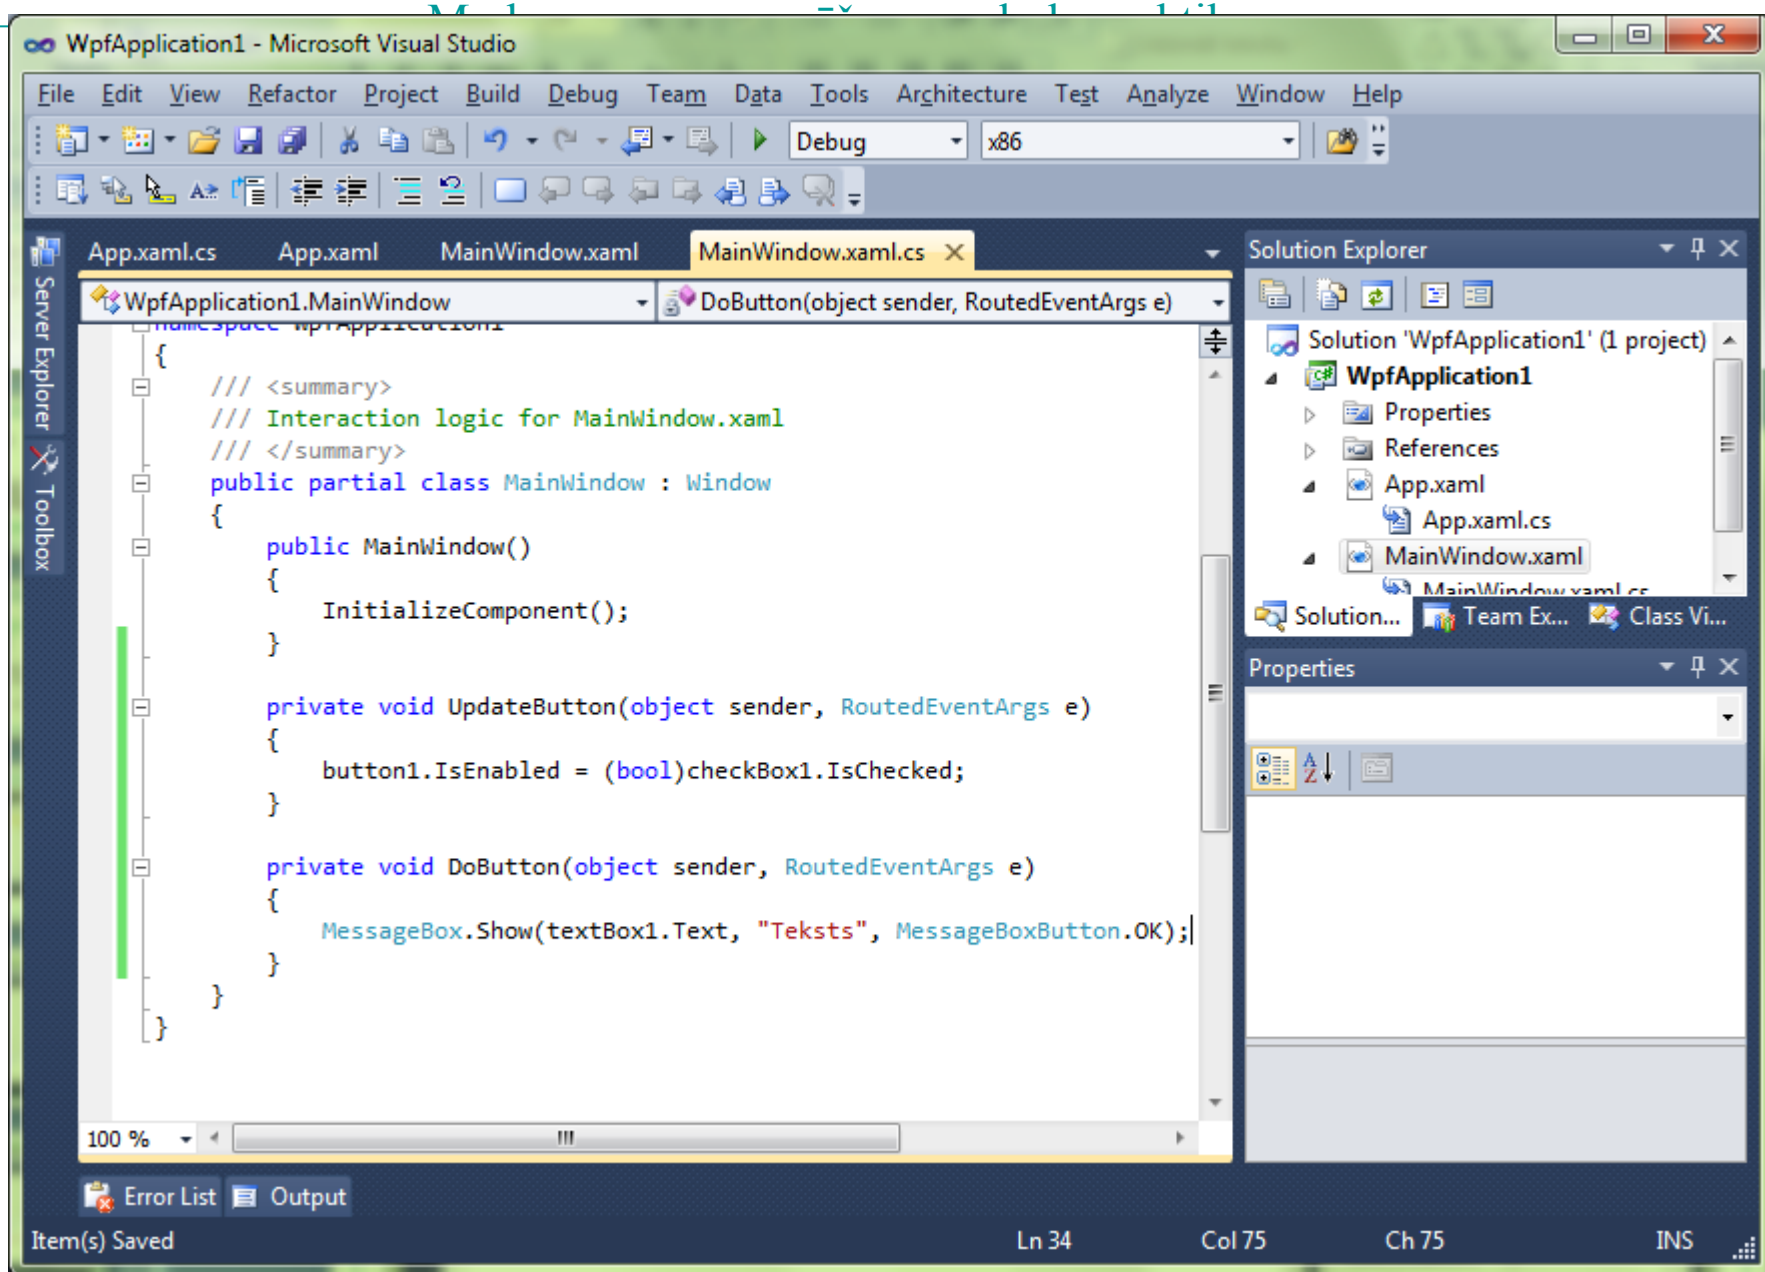 WpfApplication1 - Microsoft Visual Studio
File Edit View Refactor Project Build Debug Team Data Tools Architecture Test Analyze Window Help
Debug x86
Server Explorer
Toolbox
App.xaml.cs App.xaml MainWindow.xaml MainWindow.xaml.cs
WpfApplication1.MainWindow DoButton(object sender, RoutedEventArgs e)
namespace WpfApplication1
{
/// <summary>
/// Interaction logic for MainWindow.xaml
/// </summary>
public partial class MainWindow : Window
{
public MainWindow()
{
InitializeComponent();
}
private void UpdateButton(object sender, RoutedEventArgs e)
{
button1.IsEnabled = (bool)checkBox1.IsChecked;
}
private void DoButton(object sender, RoutedEventArgs e)
{
MessageBox.Show(textBox1.Text, "Teksts", MessageBoxButton.OK);
}
}
}
100 %
Solution Explorer
Solution 'WpfApplication1' (1 project)
WpfApplication1
Properties
References
App.xaml
App.xaml.cs
MainWindow.xaml
MainWindow.xaml.cs
Solution... Team Ex... Class Vi...
Properties
Error List Output
Item(s) Saved Ln 34 Col 75 Ch 75 INS